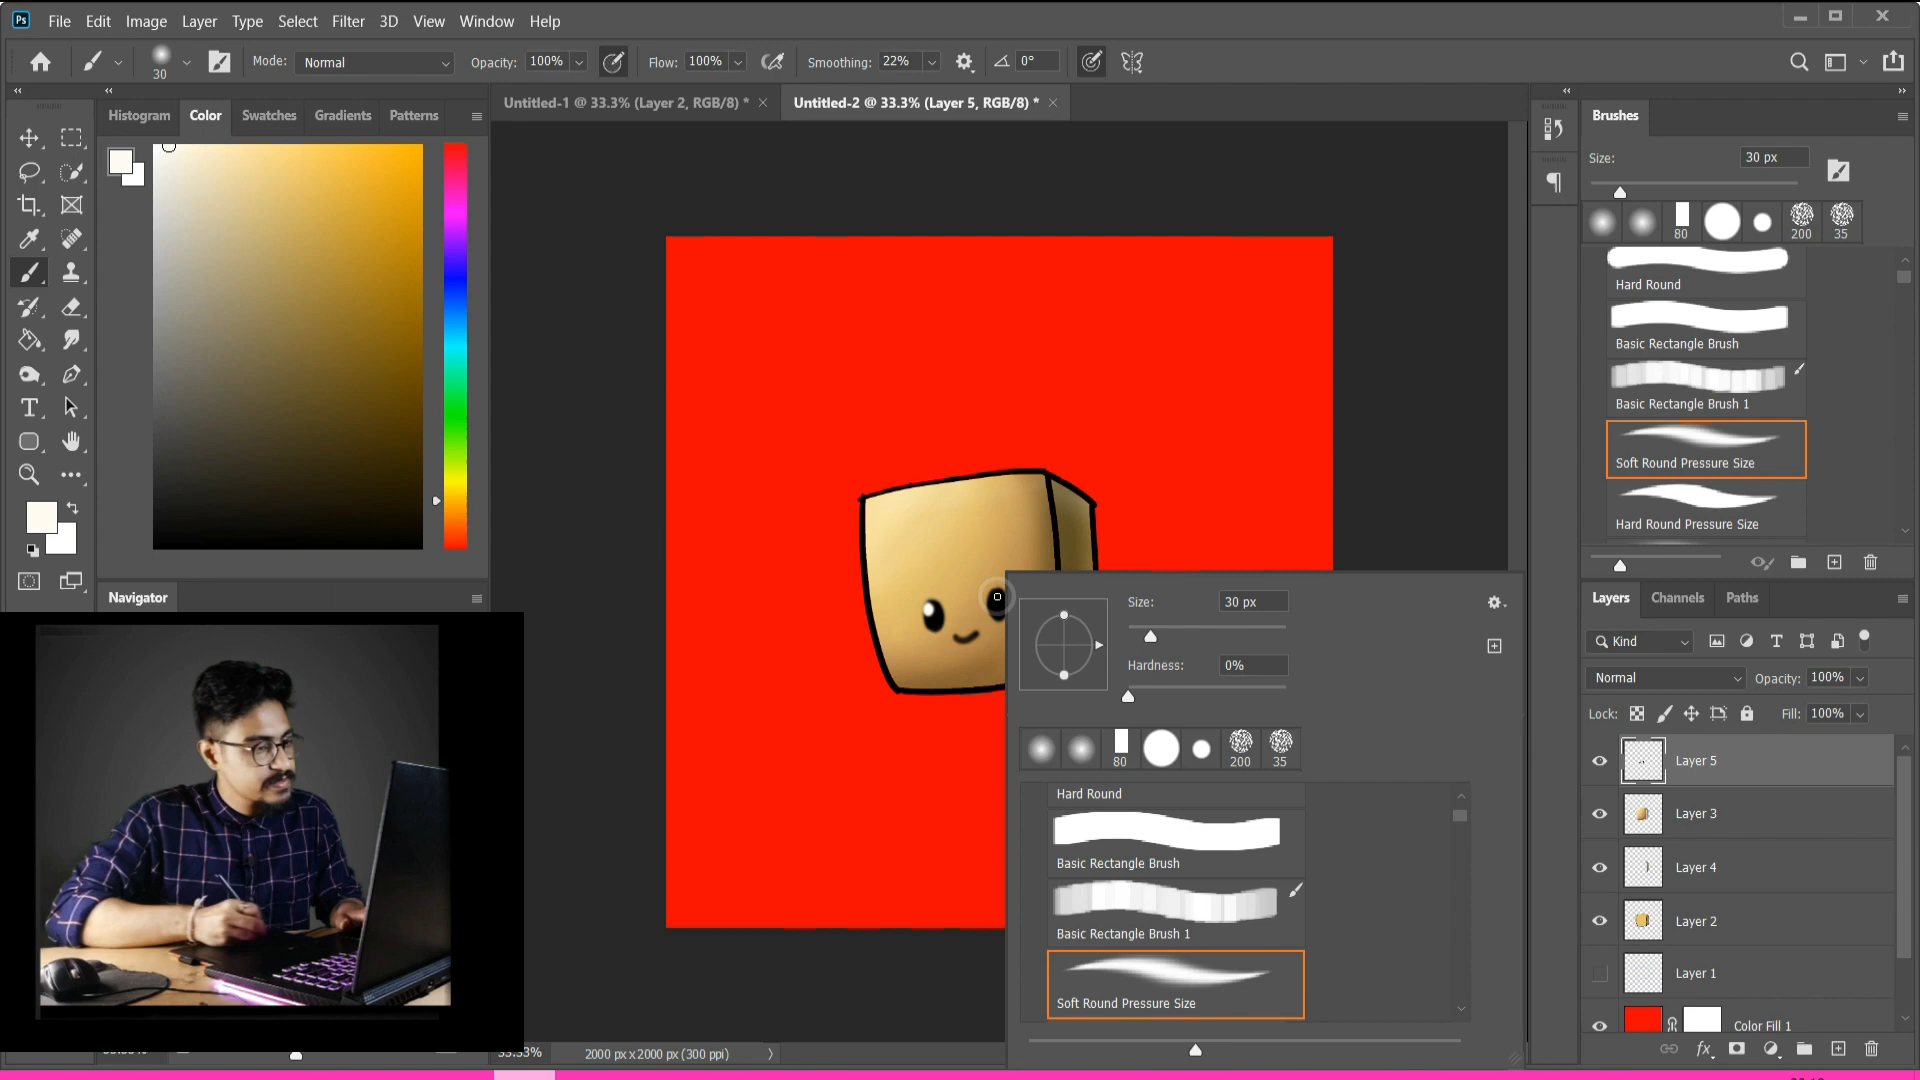 Ps File Edit Image Layer Type Select Filter 3D View Window Help
30 Mode: Normal Opacity: 100% Flow: 100% Smoothing: 22% 0°
Untitled-1 @ 33.3% (Layer 2, RGB/8) * Untitled-2 @ 33.3% (Layer 5, RGB/8) *
Histogram Color Swatches Gradients Patterns
Navigator
Brushes
Size: 30 px
80 200 35
Hard Round
Basic Rectangle Brush
Basic Rectangle Brush 1
Soft Round Pressure Size
Hard Round Pressure Size
Size: 30 px
Hardness: 0%
80 200 35
Hard Round
Basic Rectangle Brush
Basic Rectangle Brush 1
Soft Round Pressure Size
Layers Channels Paths
Kind
Normal Opacity: 100%
Lock: Fill: 100%
Layer 5
Layer 3
Layer 4
Layer 2
Layer 1
Color Fill 1
fx
2000 px x 2000 px (300 ppi)